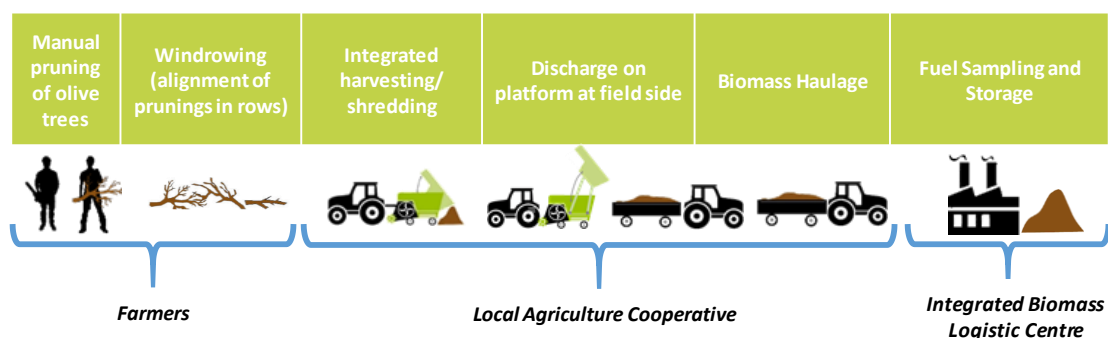 Manual
pruning
of olive
trees
Windrowing
(alignment of
prunings in rows)
Integrated
harvesting/
shredding
Discharge on
platform at field side
Biomass Haulage
Fuel Sampling and
Storage
Farmers
Local Agriculture Cooperative
Integrated Biomass
Logistic Centre